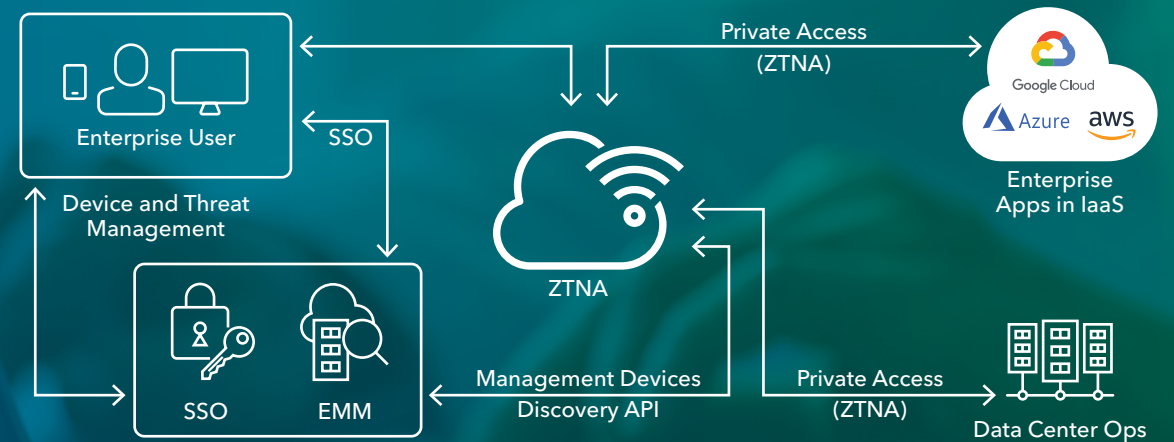 Private Access
(ZTNA)
Google Cloud
Azure
aws
Enterprise
Apps in IaaS
Enterprise User
SSO
Device and Threat
Management
ZTNA
SSO
EMM
Management Devices
Discovery API
Private Access
(ZTNA)
Data Center Ops